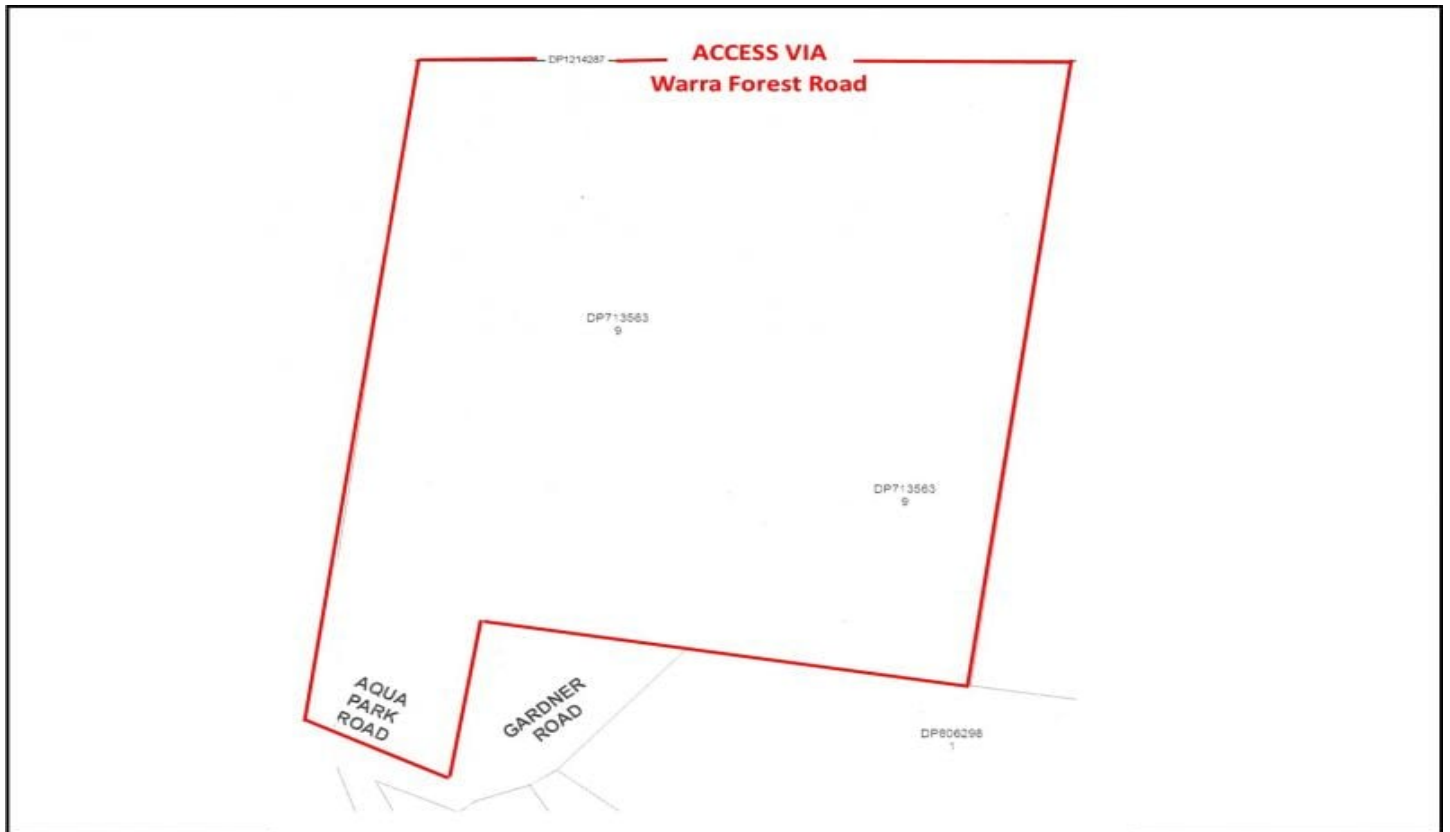 DP1214287
ACCESS VIA
Warra Forest Road
DP713563
9
DP713563
9
AQUA
PARK
ROAD
GARDNER
ROAD
DP806298
1